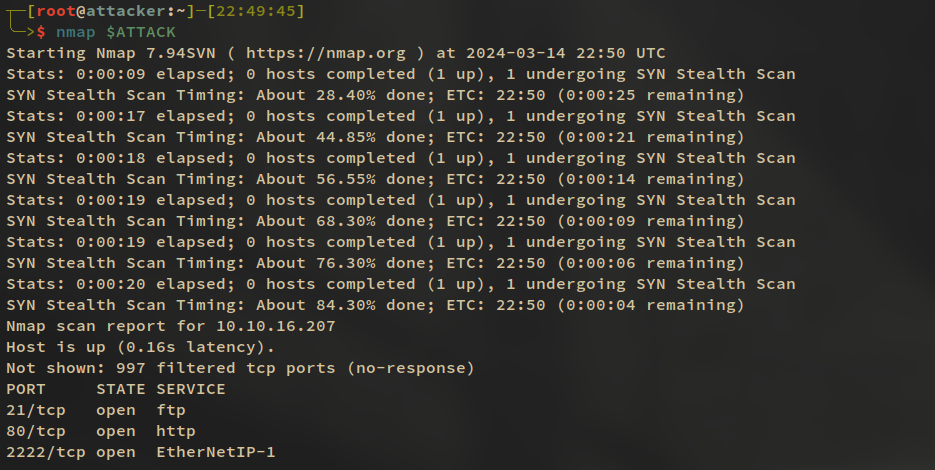 ┌─[root@attacker:~]─[22:49:45]
└─>$ nmap $ATTACK
Starting Nmap 7.94SVN ( https://nmap.org ) at 2024-03-14 22:50 UTC
Stats: 0:00:09 elapsed; 0 hosts completed (1 up), 1 undergoing SYN Stealth Scan
SYN Stealth Scan Timing: About 28.40% done; ETC: 22:50 (0:00:25 remaining)
Stats: 0:00:17 elapsed; 0 hosts completed (1 up), 1 undergoing SYN Stealth Scan
SYN Stealth Scan Timing: About 44.85% done; ETC: 22:50 (0:00:21 remaining)
Stats: 0:00:18 elapsed; 0 hosts completed (1 up), 1 undergoing SYN Stealth Scan
SYN Stealth Scan Timing: About 56.55% done; ETC: 22:50 (0:00:14 remaining)
Stats: 0:00:19 elapsed; 0 hosts completed (1 up), 1 undergoing SYN Stealth Scan
SYN Stealth Scan Timing: About 68.30% done; ETC: 22:50 (0:00:09 remaining)
Stats: 0:00:19 elapsed; 0 hosts completed (1 up), 1 undergoing SYN Stealth Scan
SYN Stealth Scan Timing: About 76.30% done; ETC: 22:50 (0:00:06 remaining)
Stats: 0:00:20 elapsed; 0 hosts completed (1 up), 1 undergoing SYN Stealth Scan
SYN Stealth Scan Timing: About 84.30% done; ETC: 22:50 (0:00:04 remaining)
Nmap scan report for 10.10.16.207
Host is up (0.16s latency).
Not shown: 997 filtered tcp ports (no-response)
PORT     STATE SERVICE
21/tcp   open  ftp
80/tcp   open  http
2222/tcp open  EtherNetIP-1